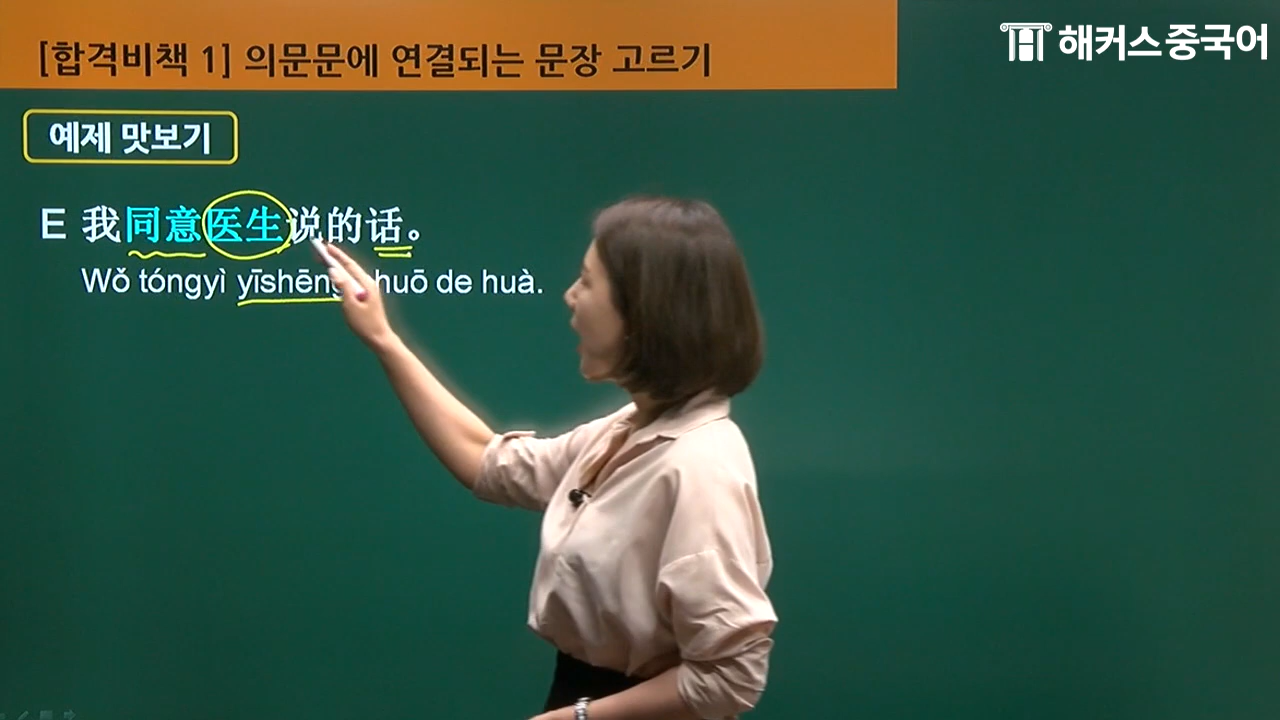 [합격비책 1] 의문문에 연결되는 문장 고르기
해커스중국어
예제 맛보기
E 我同意医生说的话。
Wǒ tóngyì yīshēng huō de huà.